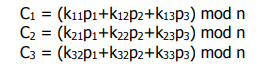 C₁ = (k₁₁p₁+k₁₂p₂+k₁₃p₃) mod n
C₂ = (k₂₁p₁+k₂₂p₂+k₂₃p₃) mod n
C₃ = (k₃₂p₁+k₃₂p₂+k₃₃p₃) mod n